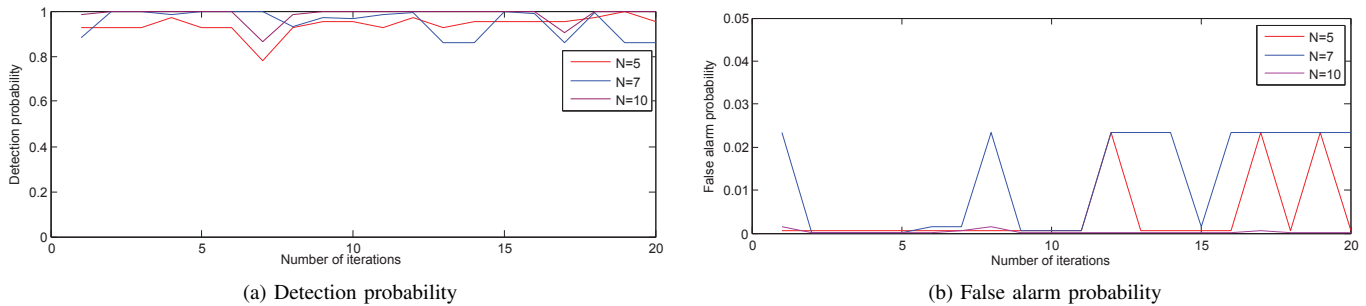 1
0.8
0.6
0.4
0.2
0
0
5
10
15
20
Detection probability
Number of iterations
N=5
N=7
N=10
(a) Detection probability
0.05
0.04
0.03
0.02
0.01
0
0
5
10
15
20
False alarm probability
Number of iterations
N=5
N=7
N=10
(b) False alarm probability